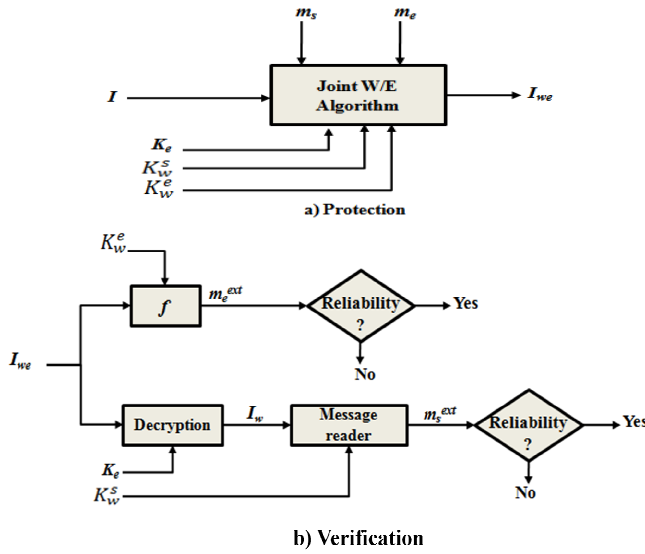 m_s m_e
I
Joint W/E
Algorithm
I_we
K_e
K_w^s
K_w^e
a) Protection
K_w^e
f
m_e^ext
Reliability
?
Yes
No
I_we
Decryption
I_w
Message
reader
m_s^ext
Reliability
?
Yes
No
K_e
K_w^s
b) Verification